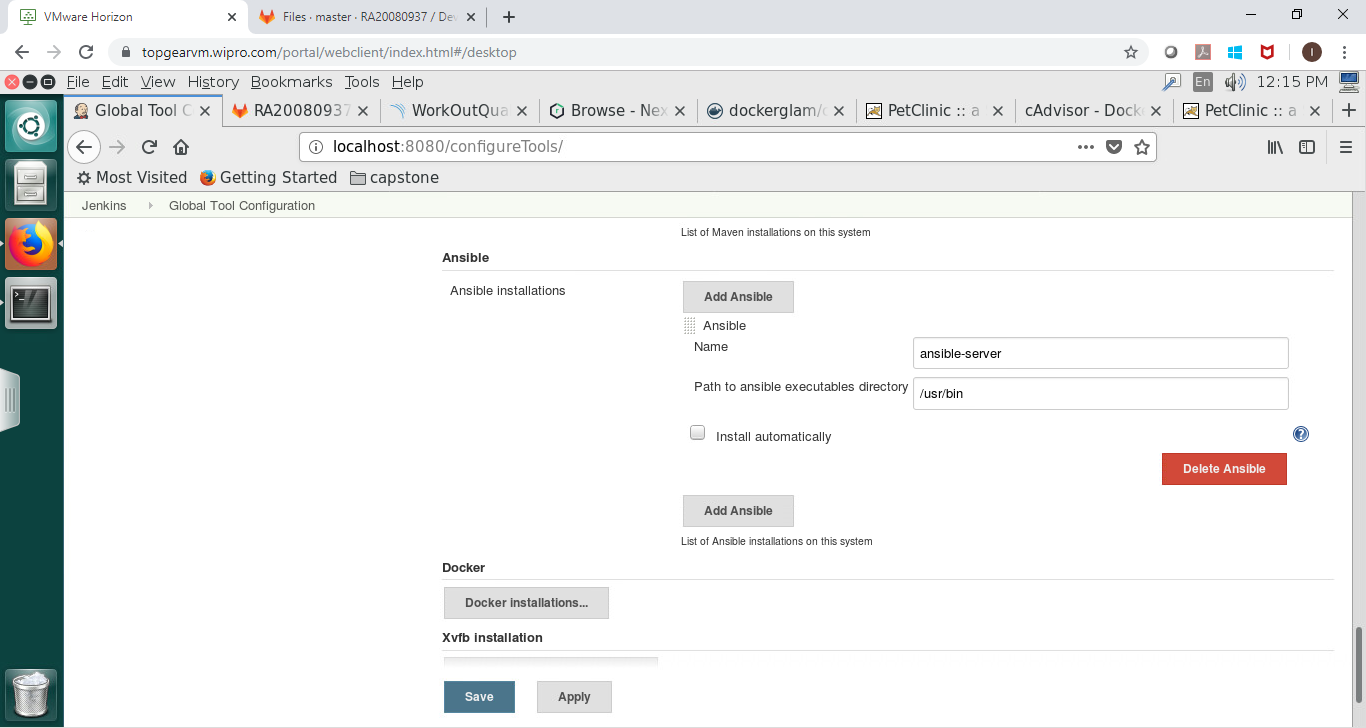 VMware Horizon
Files · master · RA20080937 / De
topgearvm.wipro.com/portal/webclient/index.html#/desktop
I
File Edit View History Bookmarks Tools Help
En
12:15 PM
Global Tool C
RA20080937
WorkOutQua
Browse - Nex
dockerglam/c
PetClinic :: a
cAdvisor - Docke
PetClinic :: a
localhost:8080/configureTools/
Most Visited
Getting Started
capstone
Jenkins
Global Tool Configuration
List of Maven installations on this system
Ansible
Ansible installations
Add Ansible
Ansible
Name
ansible-server
Path to ansible executables directory
/usr/bin
Install automatically
?
Delete Ansible
Add Ansible
List of Ansible installations on this system
Docker
Docker installations...
Xvfb installation
Save
Apply